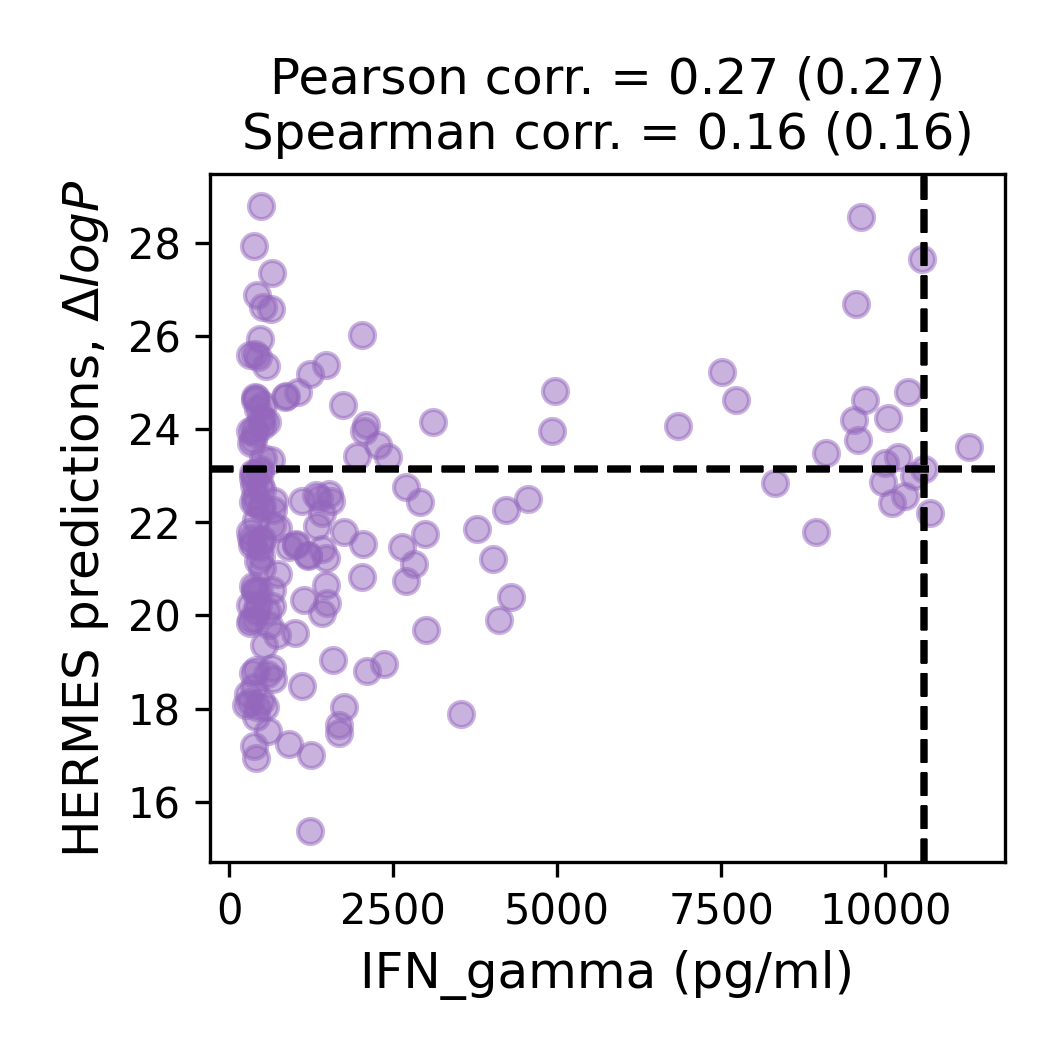 Pearson corr. = 0.27 (0.27)
Spearman corr. = 0.16 (0.16)
HERMES predictions, ΔlogP
28
26
24
22
20
18
16
0 2500 5000 7500 10000
IFN_gamma (pg/ml)